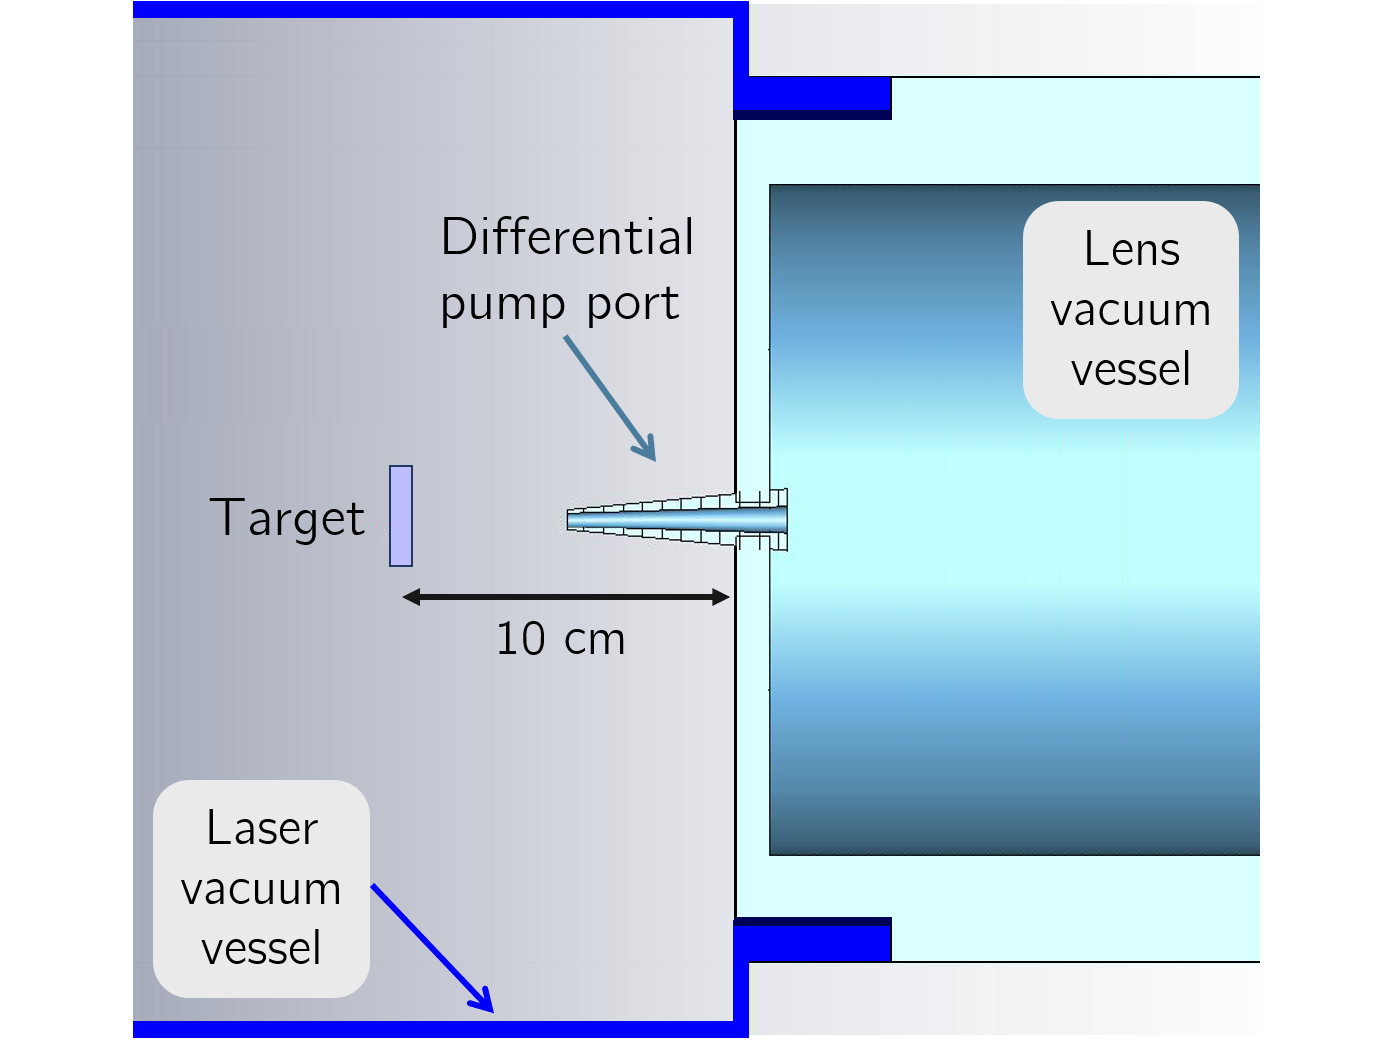 Differential
pump port
Lens
vacuum
vessel
Target
10 cm
Laser
vacuum
vessel